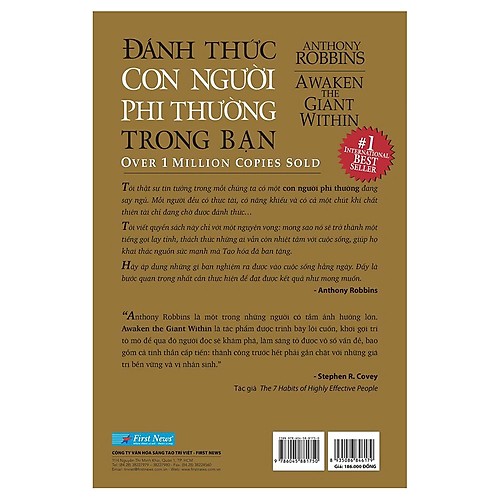 ĐÁNH THỨC
CON NGƯỜI
PHI THƯỜNG
TRONG BẠN
ANTHONY
ROBBINS
AWAKEN
THE
GIANT
WITHIN
OVER 1 MILLION COPIES SOLD
#1
INTERNATIONAL
BEST
SELLER
Tôi thật sự tin tưởng trong mỗi chúng ta có một con người phi thường đang
say ngủ. Mỗi người đều có thực tài, có năng khiếu và có cả một chút khí chất
thiên tài chỉ đang chờ được đánh thức...
Tôi viết quyển sách này chỉ với một nguyện vọng: mong sao nó sẽ trở thành một
tiếng gọi lay tỉnh, thách thức những ai vẫn còn nhiệt tâm với cuộc sống, giúp họ
khai thác nguồn sức mạnh mà Tạo hóa đã ban tặng.
Hãy áp dụng những gì bạn nghiệm ra được vào cuộc sống hằng ngày. Đấy là
bước quan trọng nhất cần thực hiện để đạt được kết quả như mong muốn.
- Anthony Robbins
"Anthony Robbins là một trong những người có tầm ảnh hưởng lớn.
Awaken the Giant Within là tác phẩm được trình bày lôi cuốn, khơi gợi trí
tò mò để qua đó người đọc sẽ khám phá, làm sáng tỏ được vô số vấn đề, bao
gồm cả tinh thần cấp tiến: thành công trước hết phải gắn chặt với những giá
trị bền vững và vì nhân sinh."
- Stephen R. Covey
Tác giả The 7 Habits of Highly Effective People
First News
CÔNG TY VĂN HÓA SÁNG TẠO TRÍ VIỆT - FIRST NEWS
9 786045 881750
8 935086 846179
Giá: 186.000 ĐỒNG